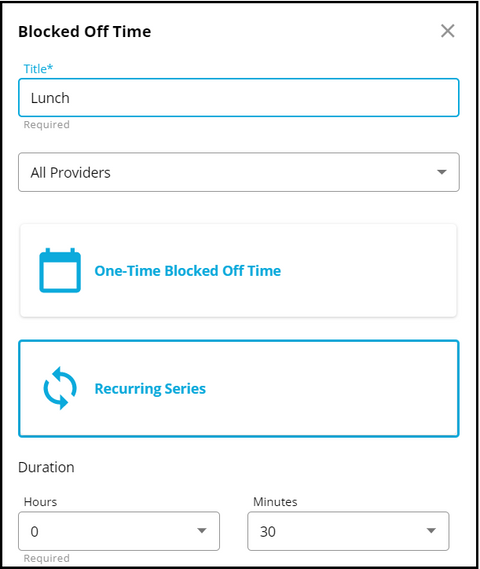 Blocked Off Time
Title*
Lunch
Required
All Providers
One-Time Blocked Off Time
Recurring Series
Duration
Hours Minutes
0 30
Required